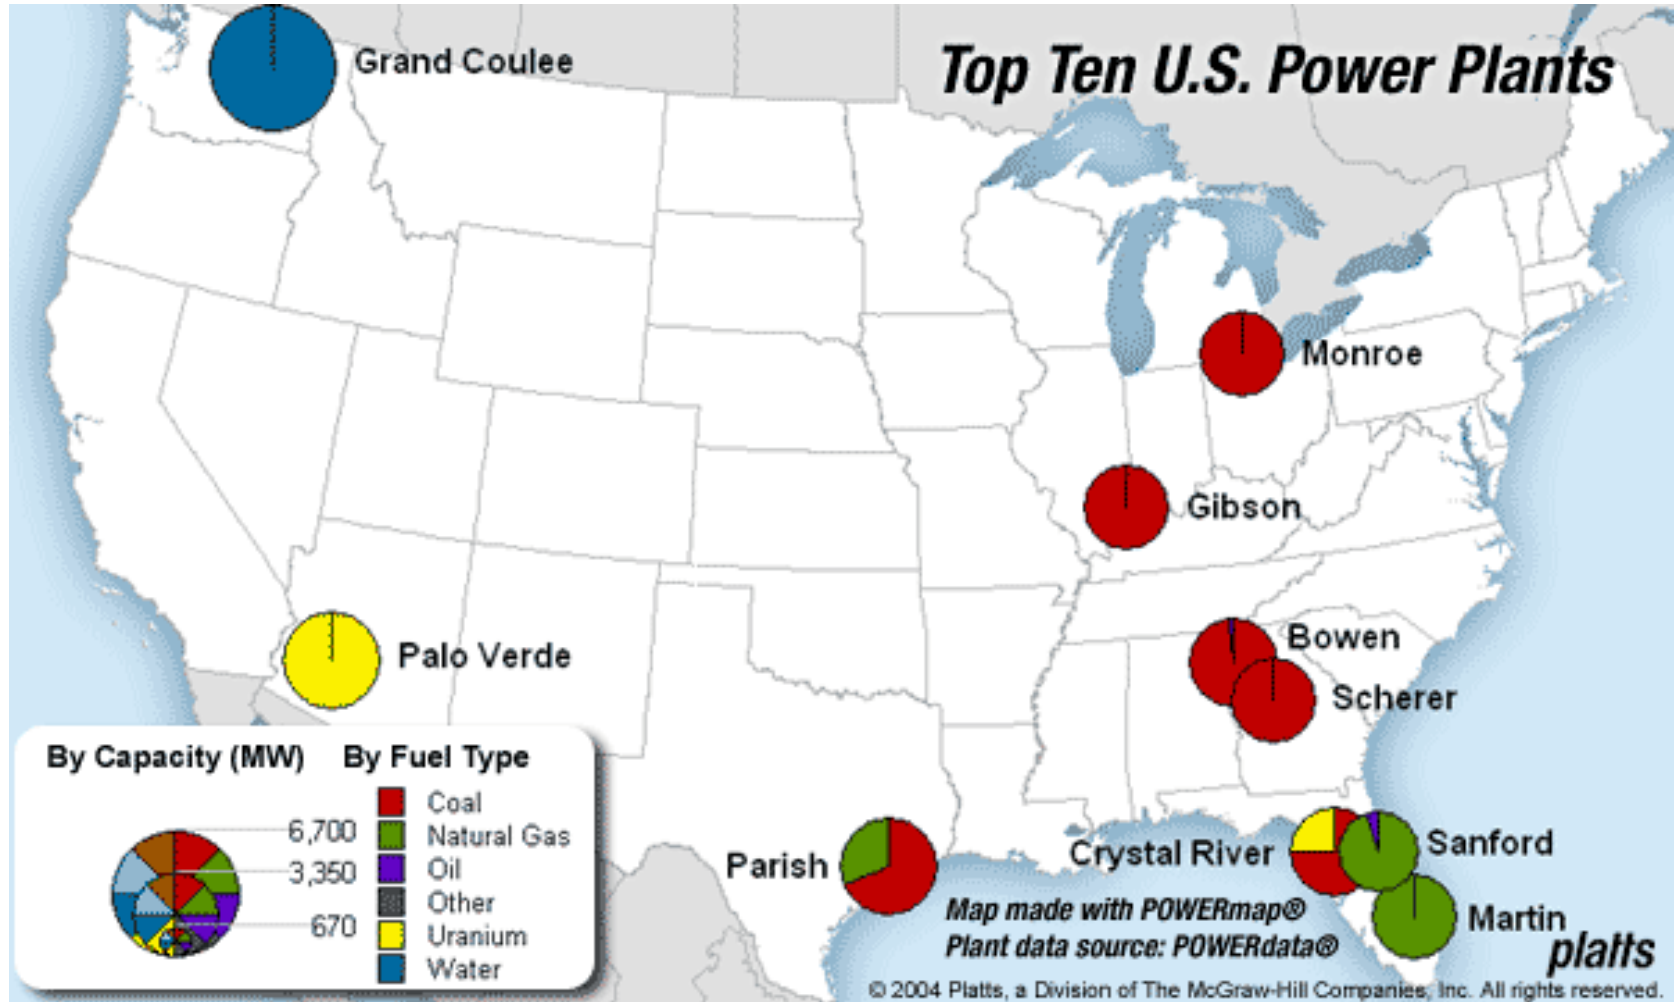 Top Ten U.S. Power Plants
Grand Coulee
Monroe
Gibson
Palo Verde
Bowen
Scherer
By Capacity (MW)
6,700
3,350
670
By Fuel Type
Coal
Natural Gas
Oil
Other
Uranium
Water
Parish
Crystal River
Sanford
Martin
Map made with POWERmap®
Plant data source: POWERdata®
platts
© 2004 Platts, a Division of The McGraw-Hill Companies, Inc. All rights reserved.